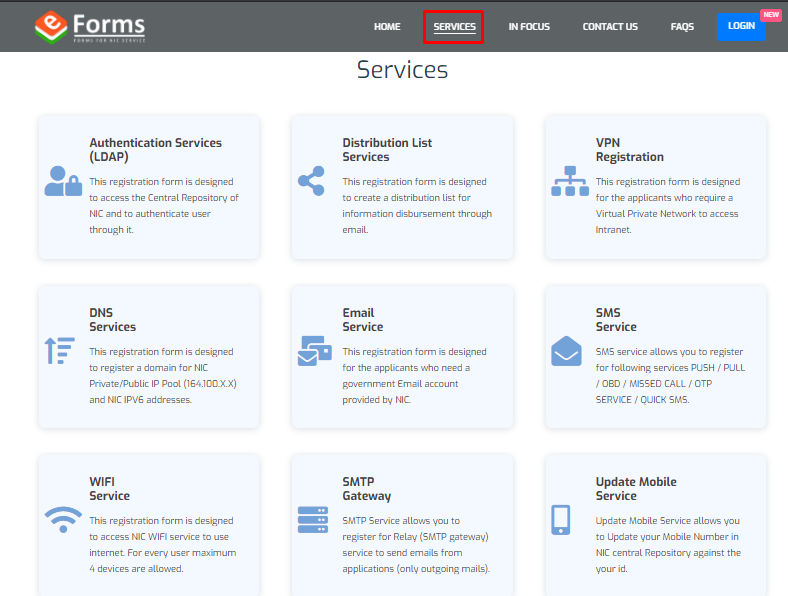 e Forms
FORMS FOR NIC SERVICE
HOME
SERVICES
IN FOCUS
CONTACT US
FAQS
LOGIN
NEW
Services
Authentication Services
(LDAP)
This registration form is designed
to access the Central Repository of
NIC and to authenticate user
through it.
Distribution List
Services
This registration form is designed
to create a distribution list for
information disbursement through
email.
VPN
Registration
This registration form is designed
for the applicants who require a
Virtual Private Network to access
Intranet.
DNS
Services
This registration form is designed
to register a domain for NIC
Private/Public IP Pool (164.100.X.X)
and NIC IPV6 addresses.
Email
Service
This registration form is designed
for the applicants who need a
government Email account
provided by NIC.
SMS
Service
SMS service allows you to register
for following services PUSH / PULL
/ OBD / MISSED CALL / OTP
SERVICE / QUICK SMS.
WIFI
Service
This registration form is designed
to access NIC WIFI service to use
internet. For every user maximum
4 devices are allowed.
SMTP
Gateway
SMTP Service allows you to
register for Relay (SMTP gateway)
service to send emails from
applications (only outgoing mails).
Update Mobile
Service
Update Mobile Service allows you
to Update your Mobile Number in
NIC central Repository against the
your id.